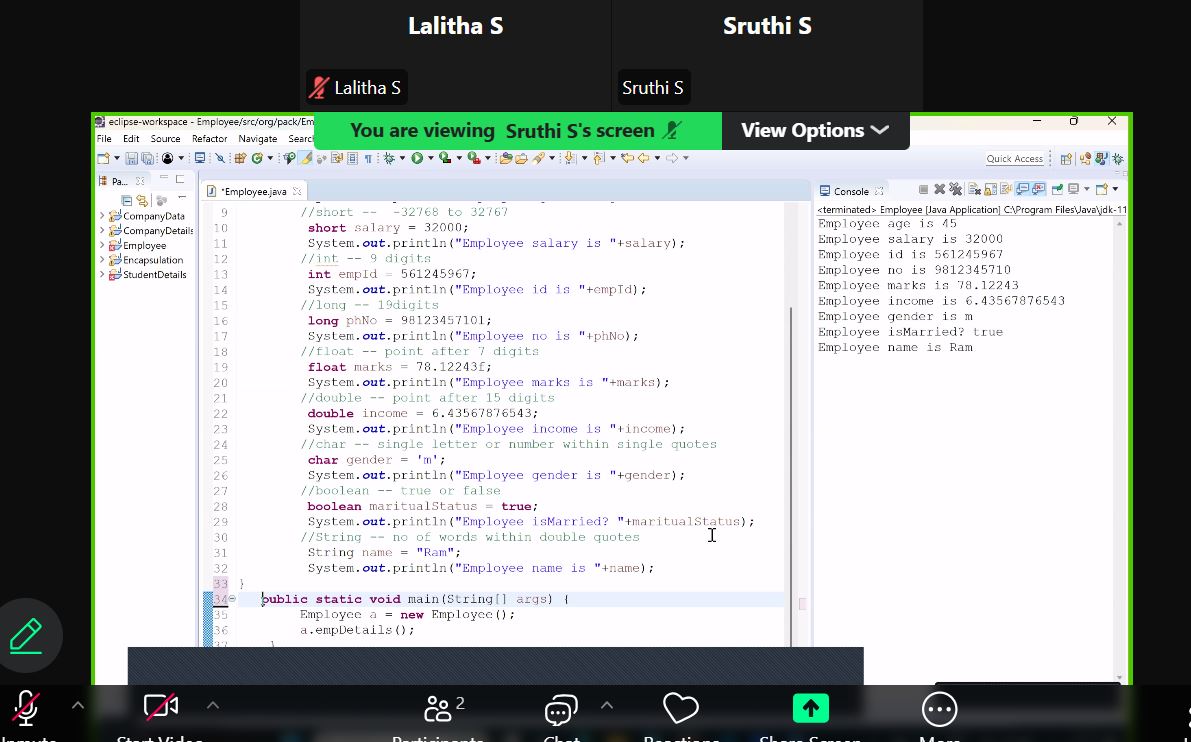 Lalitha S
Sruthi S
Lalitha S
Sruthi S
eclipse-workspace - Employee/src/org/pack/Em
You are viewing Sruthi S's screen
View Options
File Edit Source Refactor Navigate Searc
Quick Access
Pa...
*Employee.java
Console
CompanyData
CompanyDetails
Employee
Encapsulation
StudentDetails
9 //short -- -32768 to 32767
10 short salary = 32000;
11 System.out.println("Employee salary is "+salary);
12 //int -- 9 digits
13 int empId = 561245967;
14 System.out.println("Employee id is "+empId);
15 //long -- 19digits
16 long phNo = 9812345710l;
17 System.out.println("Employee no is "+phNo);
18 //float -- point after 7 digits
19 float marks = 78.12243f;
20 System.out.println("Employee marks is "+marks);
21 //double -- point after 15 digits
22 double income = 6.43567876543;
23 System.out.println("Employee income is "+income);
24 //char -- single letter or number within single quotes
25 char gender = 'm';
26 System.out.println("Employee gender is "+gender);
27 //boolean -- true or false
28 boolean maritualStatus = true;
29 System.out.println("Employee isMarried? "+maritualStatus);
30 //String -- no of words within double quotes
31 String name = "Ram";
32 System.out.println("Employee name is "+name);
33 }
34 public static void main(String[] args) {
35 Employee a = new Employee();
36 a.empDetails();
37 }
<terminated> Employee [Java Application] C:\Program Files\Java\jdk-11
Employee age is 45
Employee salary is 32000
Employee id is 561245967
Employee no is 9812345710
Employee marks is 78.12243
Employee income is 6.43567876543
Employee gender is m
Employee isMarried? true
Employee name is Ram
2
Start Video
Participants
Chat
Reactions
Share Screen
More